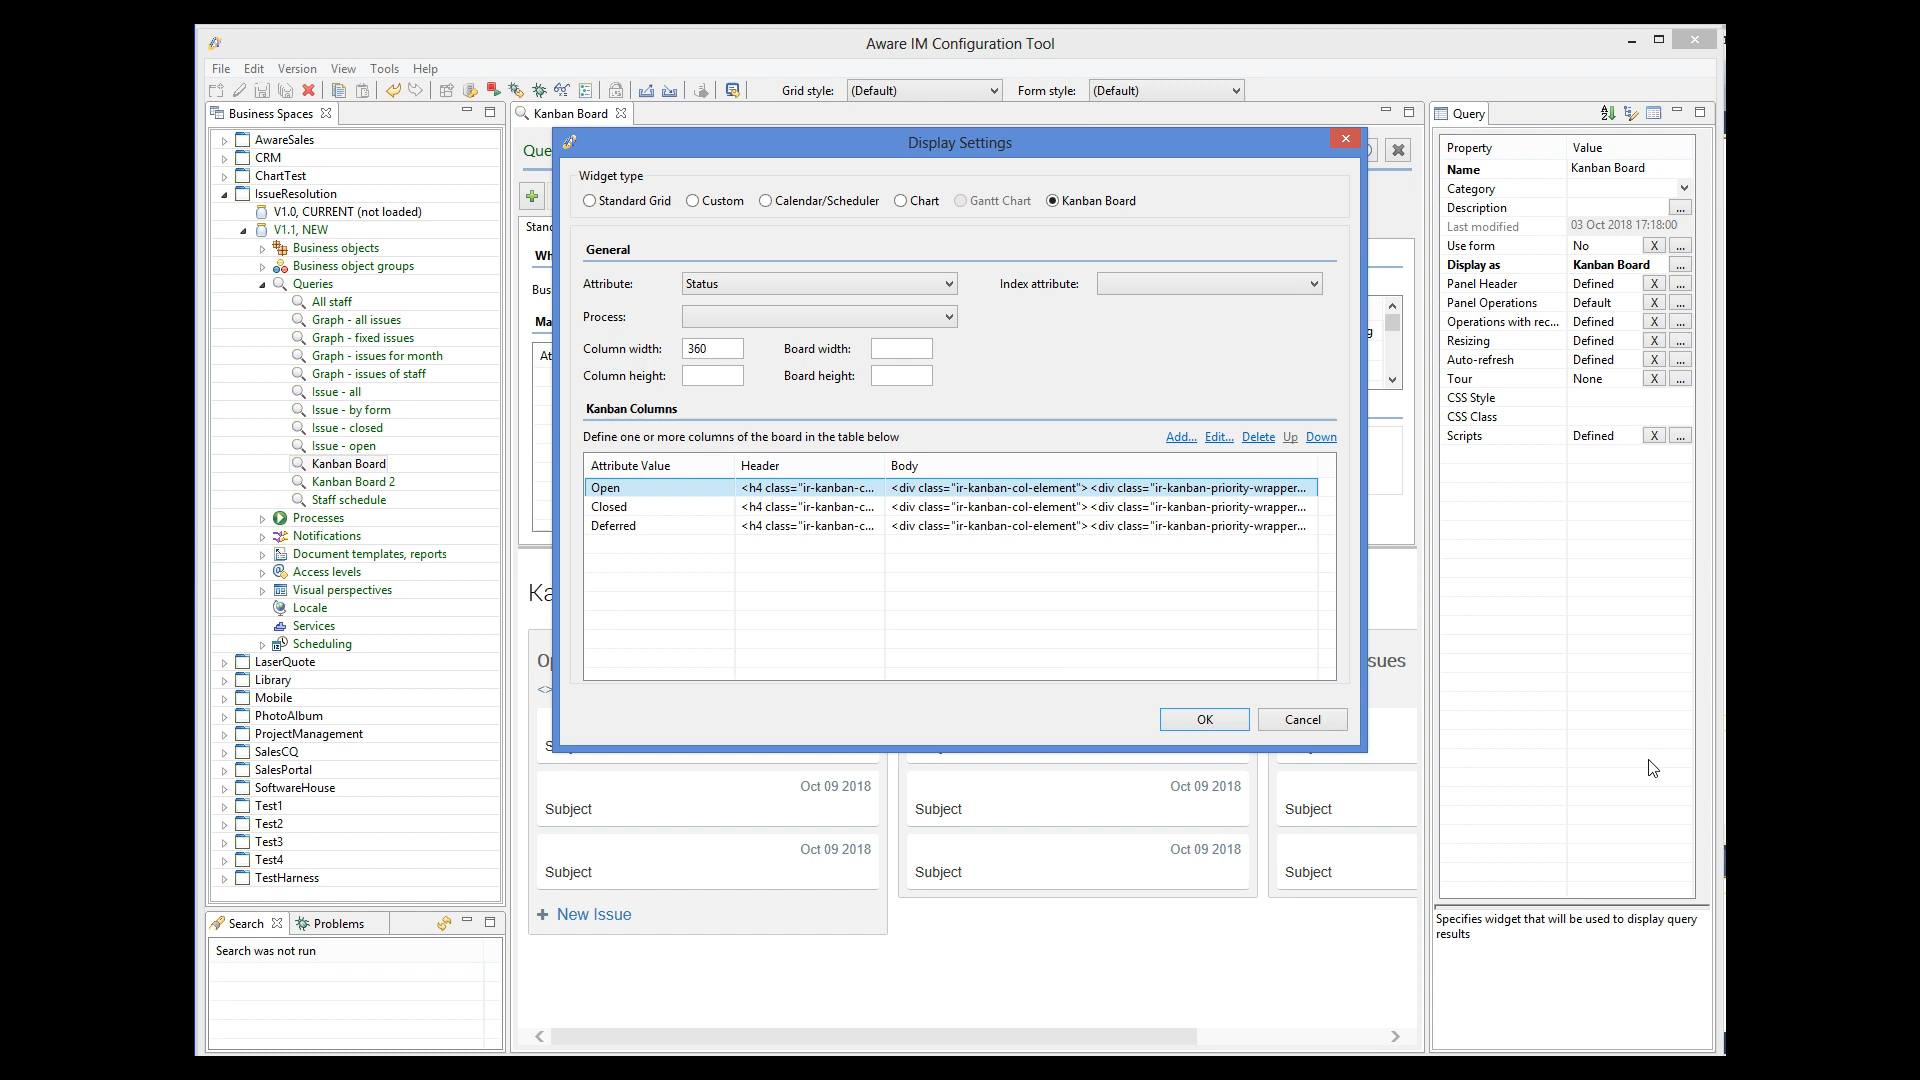 Aware IM Configuration Tool
File Edit Version View Tools Help
Grid style: (Default) Form style: (Default)
Business Spaces
AwareSales
CRM
ChartTest
IssueResolution
V1.0, CURRENT (not loaded)
V1.1, NEW
Business objects
Business object groups
Queries
All staff
Graph - all issues
Graph - fixed issues
Graph - issues for month
Graph - issues of staff
Issue - all
Issue - by form
Issue - closed
Issue - open
Kanban Board
Kanban Board 2
Staff schedule
Processes
Notifications
Document templates, reports
Access levels
Visual perspectives
Locale
Services
Scheduling
LaserQuote
Library
Mobile
PhotoAlbum
ProjectManagement
SalesCQ
SalesPortal
SoftwareHouse
Test1
Test2
Test3
Test4
TestHarness
Search
Problems
Search was not run
Kanban Board
Que
Stan
Wh
Bus
Ma
At
g
Display Settings
Widget type
Standard Grid Custom Calendar/Scheduler Chart Gantt Chart Kanban Board
General
Attribute: Status Index attribute:
Process:
Column width: 360 Board width:
Column height: Board height:
Kanban Columns
Define one or more columns of the board in the table below Add... Edit... Delete Up Down
Attribute Value Header Body
Open <h4 class="ir-kanban-c... <div class="ir-kanban-col-element"> <div class="ir-kanban-priority-wrapper...
Closed <h4 class="ir-kanban-c... <div class="ir-kanban-col-element"> <div class="ir-kanban-priority-wrapper...
Deferred <h4 class="ir-kanban-c... <div class="ir-kanban-col-element"> <div class="ir-kanban-priority-wrapper...
OK Cancel
Ka
Op
sues
<>
Oct 09 2018 Oct 09 2018
Subject Subject Subject
Oct 09 2018 Oct 09 2018
Subject Subject Subject
+ New Issue
Query
Property Value
Name Kanban Board
Category
Description ...
Last modified 03 Oct 2018 17:18:00
Use form No X ...
Display as Kanban Board ...
Panel Header Defined X ...
Panel Operations Default X ...
Operations with rec... Defined X ...
Resizing Defined X ...
Auto-refresh Defined X ...
Tour None X ...
CSS Style
CSS Class
Scripts Defined X ...
Specifies widget that will be used to display query
results